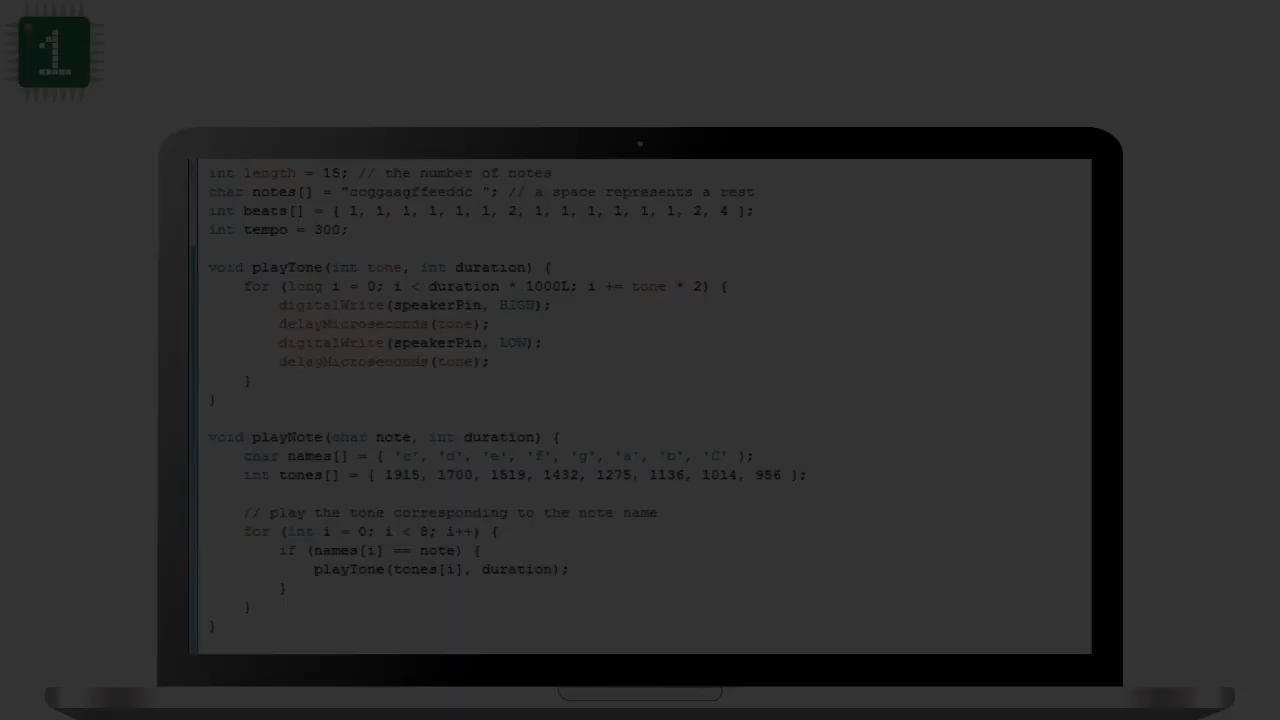 1
int length = 15; // the number of notes
char notes[] = "ccggaagffeeddc "; // a space represents a rest
int beats[] = { 1, 1, 1, 1, 1, 1, 2, 1, 1, 1, 1, 1, 1, 2, 4 };
int tempo = 300;
void playTone(int tone, int duration) {
for (long i = 0; i < duration * 1000L; i += tone * 2) {
digitalWrite(speakerPin, HIGH);
delayMicroseconds(tone);
digitalWrite(speakerPin, LOW);
delayMicroseconds(tone);
}
}
void playNote(char note, int duration) {
char names[] = { 'c', 'd', 'e', 'f', 'g', 'a', 'b', 'C' };
int tones[] = { 1915, 1700, 1519, 1432, 1275, 1136, 1014, 956 };
// play the tone corresponding to the note name
for (int i = 0; i < 8; i++) {
if (names[i] == note) {
playTone(tones[i], duration);
}
}
}